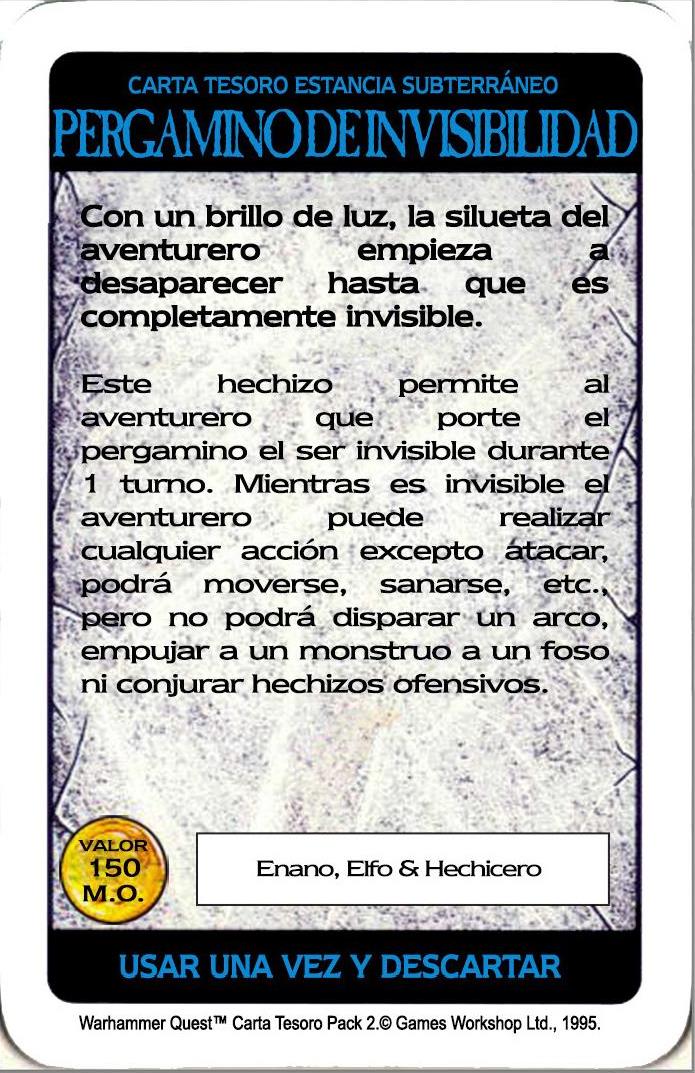 CARTA TESORO ESTANCIA SUBTERRÁNEO
PERGAMINO DE INVISIBILIDAD
Con un brillo de luz, la silueta del
aventurero empieza a
desaparecer hasta que es
completamente invisible.
Este hechizo permite al
aventurero que porte el
pergamino el ser invisible durante
1 turno. Mientras es invisible el
aventurero puede realizar
cualquier acción excepto atacar,
podrá moverse, sanarse, etc.,
pero no podrá disparar un arco,
empujar a un monstruo a un foso
ni conjurar hechizos ofensivos.
VALOR
150
M.O.
Enano, Elfo & Hechicero
USAR UNA VEZ Y DESCARTAR
Warhammer Quest™ Carta Tesoro Pack 2.© Games Workshop Ltd., 1995.